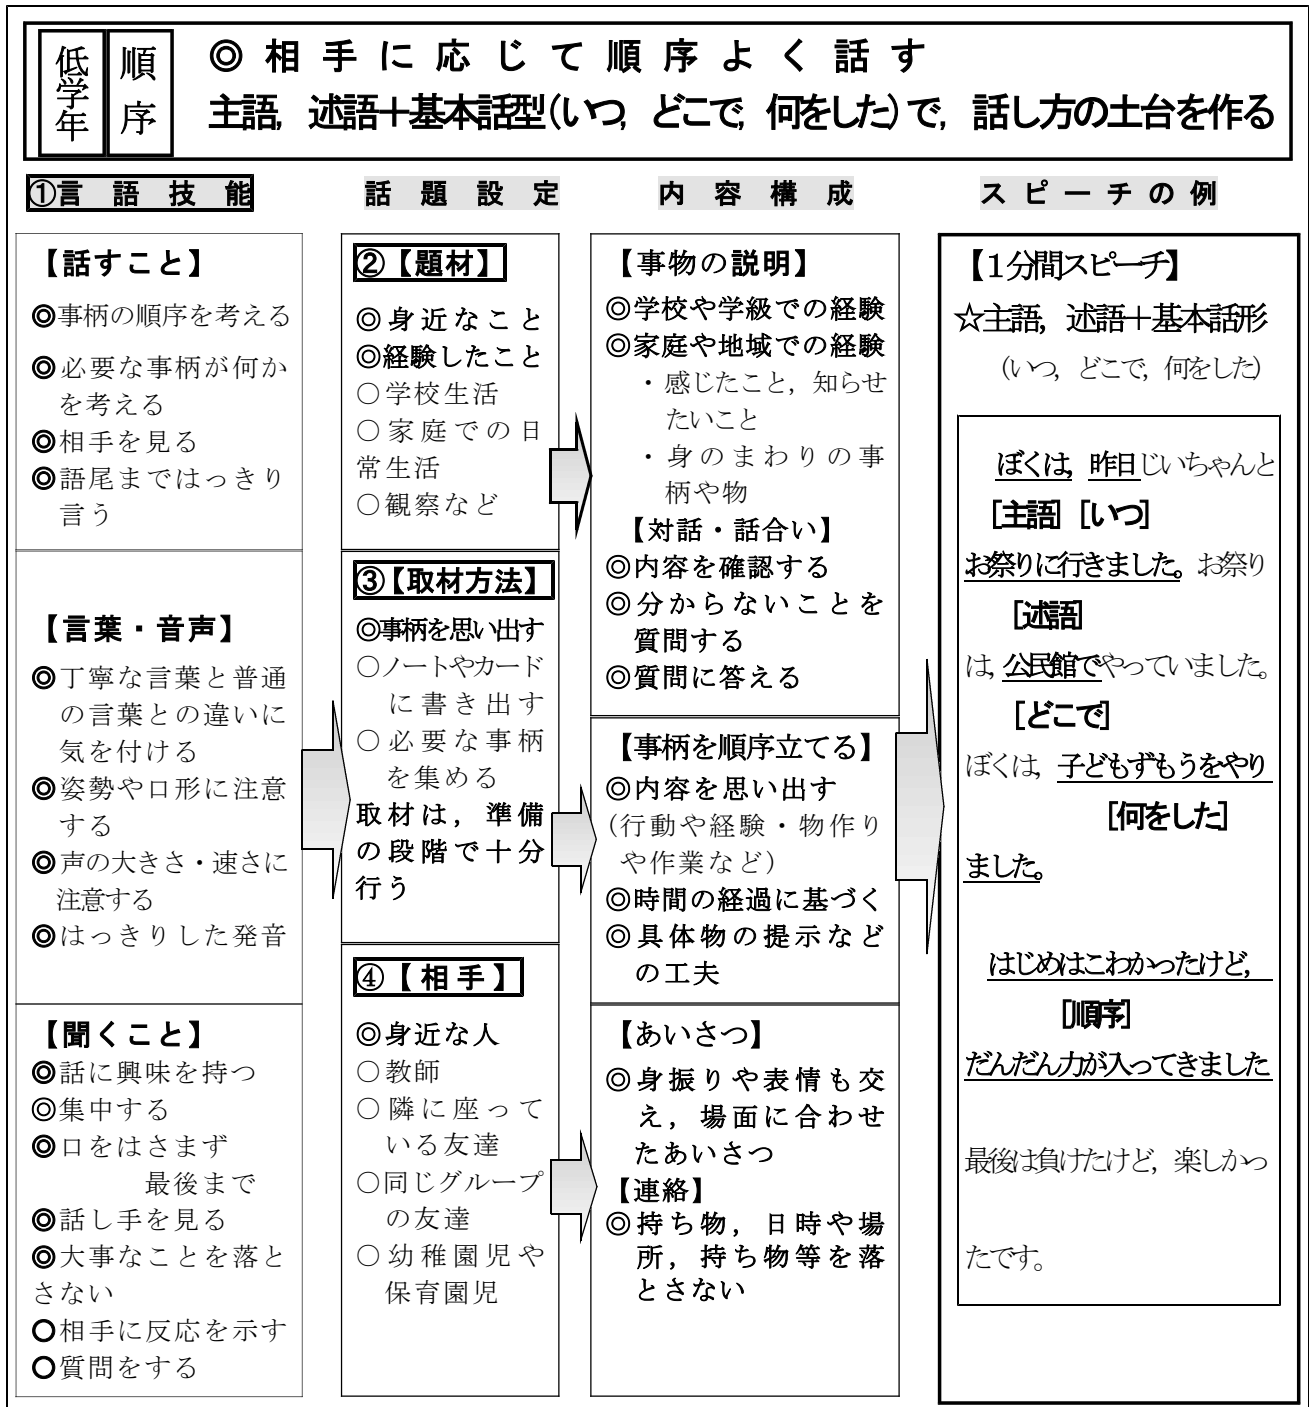 低学年
順序
◎相手に応じて順序よく話す
主語,述語+基本話型(いつ,どこで,何をした)で,話し方の土台を作る
①言語技能
話題設定
内容構成
スピーチの例
【話すこと】
◎事柄の順序を考える
◎必要な事柄が何か
を考える
◎相手を見る
◎語尾まではっきり
言う
【言葉・音声】
◎丁寧な言葉と普通
の言葉との違いに
気を付ける
◎姿勢や口形に注意
する
◎声の大きさ・速さに
注意する
◎はっきりした発音
【聞くこと】
◎話に興味を持つ
◎集中する
◎口をはさまず
最後まで
◎話し手を見る
◎大事なことを落と
さない
○相手に反応を示す
○質問をする
②【題材】
◎身近なこと
◎経験したこと
○学校生活
○家庭での日
常生活
○観察など
③【取材方法】
◎事柄を思い出す
○ノートやカード
に書き出す
○必要な事柄
を集める
取材は,準備
の段階で十分
行う
④【相手】
◎身近な人
○教師
○隣に座って
いる友達
○同じグループ
の友達
○幼稚園児や
保育園児
【事物の説明】
◎学校や学級での経験
◎家庭や地域での経験
・感じたこと,知らせ
たいこと
・身のまわりの事
柄や物
【対話・話合い】
◎内容を確認する
◎分からないことを
質問する
◎質問に答える
【事柄を順序立てる】
◎内容を思い出す
(行動や経験・物作り
や作業など)
◎時間の経過に基づく
◎具体物の提示など
の工夫
【あいさつ】
◎身振りや表情も交
え,場面に合わせ
たあいさつ
【連絡】
◎持ち物,日時や場
所,持ち物等を落
とさない
【1分間スピーチ】
☆主語,述語+基本話形
(いつ,どこで,何をした)
ぼくは,昨日じいちゃんと
[主語][いつ]
お祭りに行きました。お祭り
[述語]
は,公民館でやっていました。
[どこで]
ぼくは,子どもずもうをやり
[何をした]
ました。
はじめはこわかったけど,
[順序]
だんだん力が入ってきました
最後は負けたけど,楽しかっ
たです。